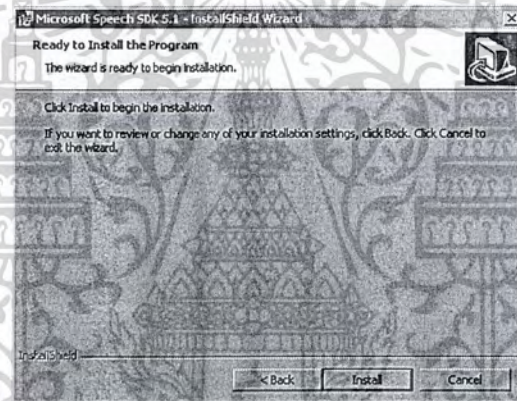 Microsoft Speech SDK 5.1 - InstallShield Wizard
Ready to Install the Program
The wizard is ready to begin installation.
Click Install to begin the installation.
If you want to review or change any of your installation settings, click Back. Click Cancel to
exit the wizard.
InstallShield
< Back
Install
Cancel